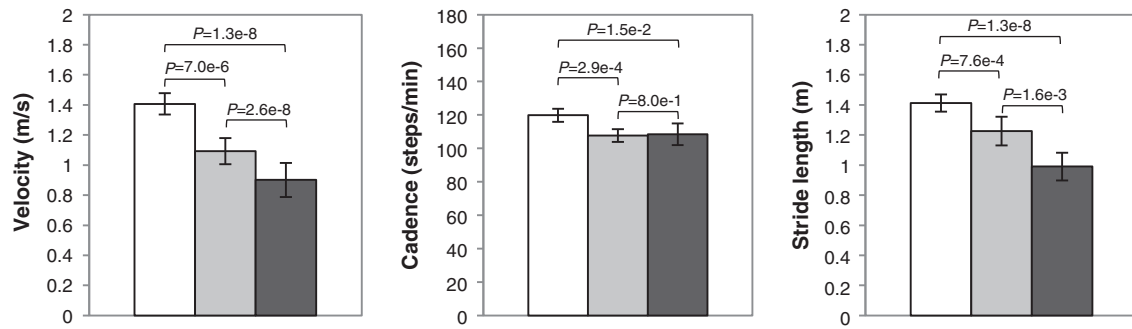 Velocity (m/s)
2
1.8
1.6
1.4
1.2
1
0.8
0.6
0.4
0.2
0
P=1.3e-8
P=7.0e-6
P=2.6e-8
Cadence (steps/min)
180
160
140
120
100
80
60
40
20
0
P=1.5e-2
P=2.9e-4
P=8.0e-1
Stride length (m)
2
1.8
1.6
1.4
1.2
1
0.8
0.6
0.4
0.2
0
P=1.3e-8
P=7.6e-4
P=1.6e-3